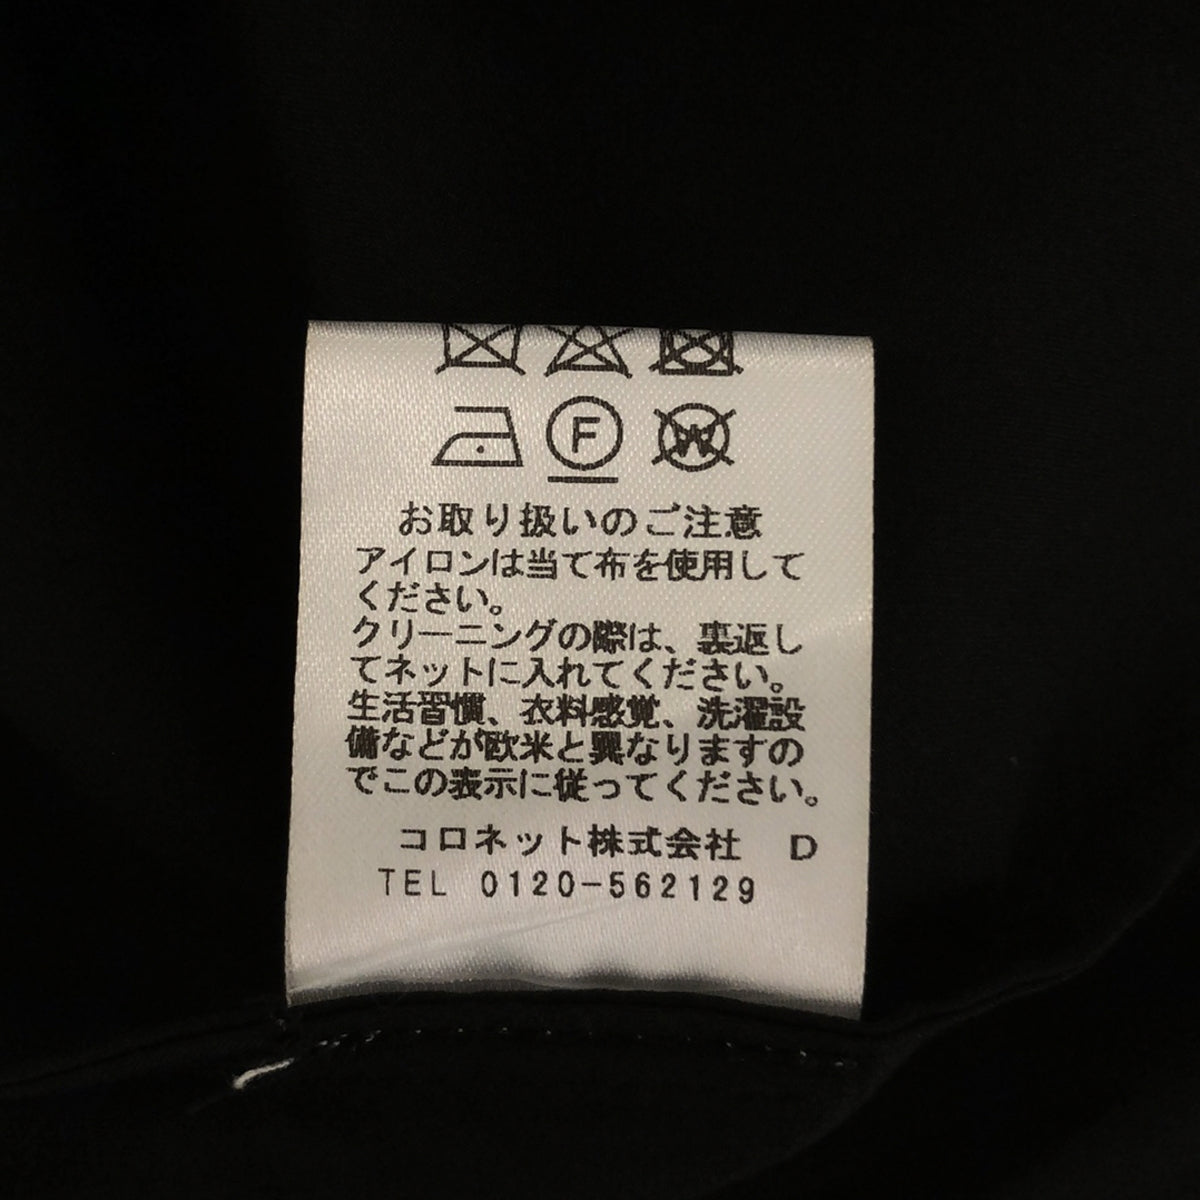 F W
お取り扱いのご注意
アイロンは当て布を使用して
ください。
クリーニングの際は、裏返し
てネットに入れてください。
生活習慣、衣料感覚、洗濯設
備などが欧米と異なりますの
でこの表示に従ってください。
コロネット株式会社 D
TEL 0120-562129